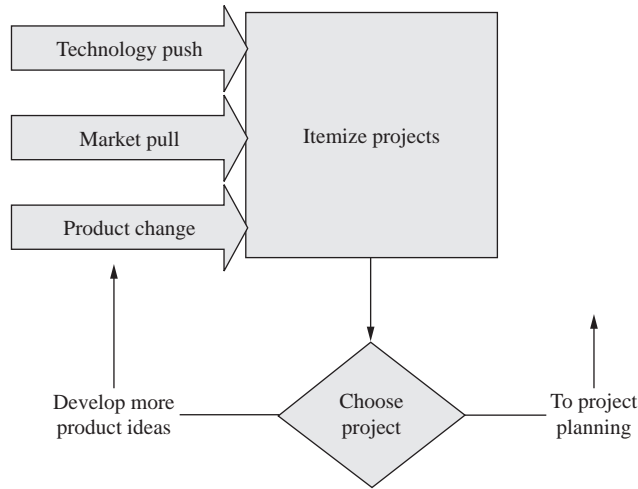 Technology push
Market pull
Itemize projects
Product change
Develop more
product ideas
Choose
project
To project
planning